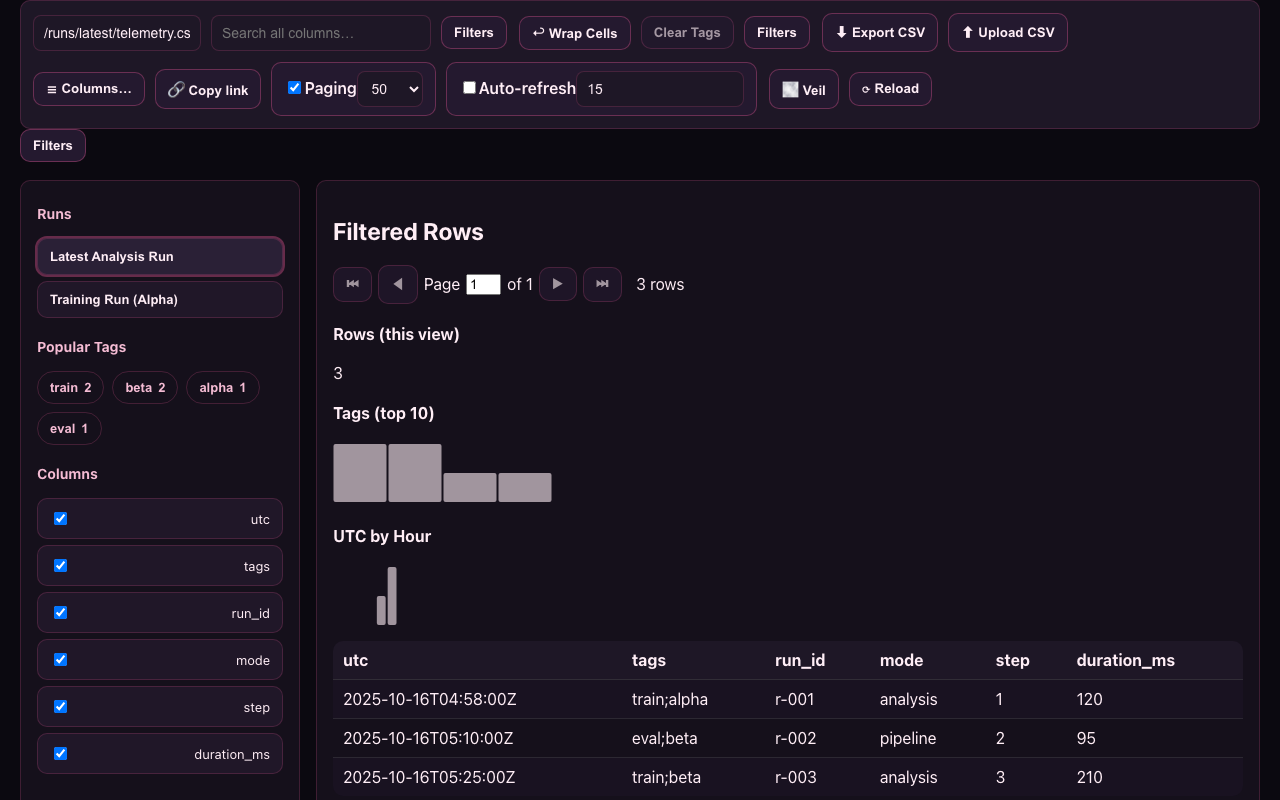 /runs/latest/telemetry.cs Search all columns… Filters ↩ Wrap Cells Clear Tags Filters ⬇ Export CSV ⬆ Upload CSV
≡ Columns… 🔗 Copy link Paging 50 Auto-refresh 15 Veil ⟳ Reload
Filters
Runs
Latest Analysis Run
Training Run (Alpha)
Popular Tags
train 2 beta 2 alpha 1
eval 1
Columns
utc
tags
run_id
mode
step
duration_ms
Filtered Rows
⏮ ◀ Page 1 of 1 ▶ ⏭ 3 rows
Rows (this view)
3
Tags (top 10)
UTC by Hour
utc tags run_id mode step duration_ms
2025-10-16T04:58:00Z train;alpha r-001 analysis 1 120
2025-10-16T05:10:00Z eval;beta r-002 pipeline 2 95
2025-10-16T05:25:00Z train;beta r-003 analysis 3 210